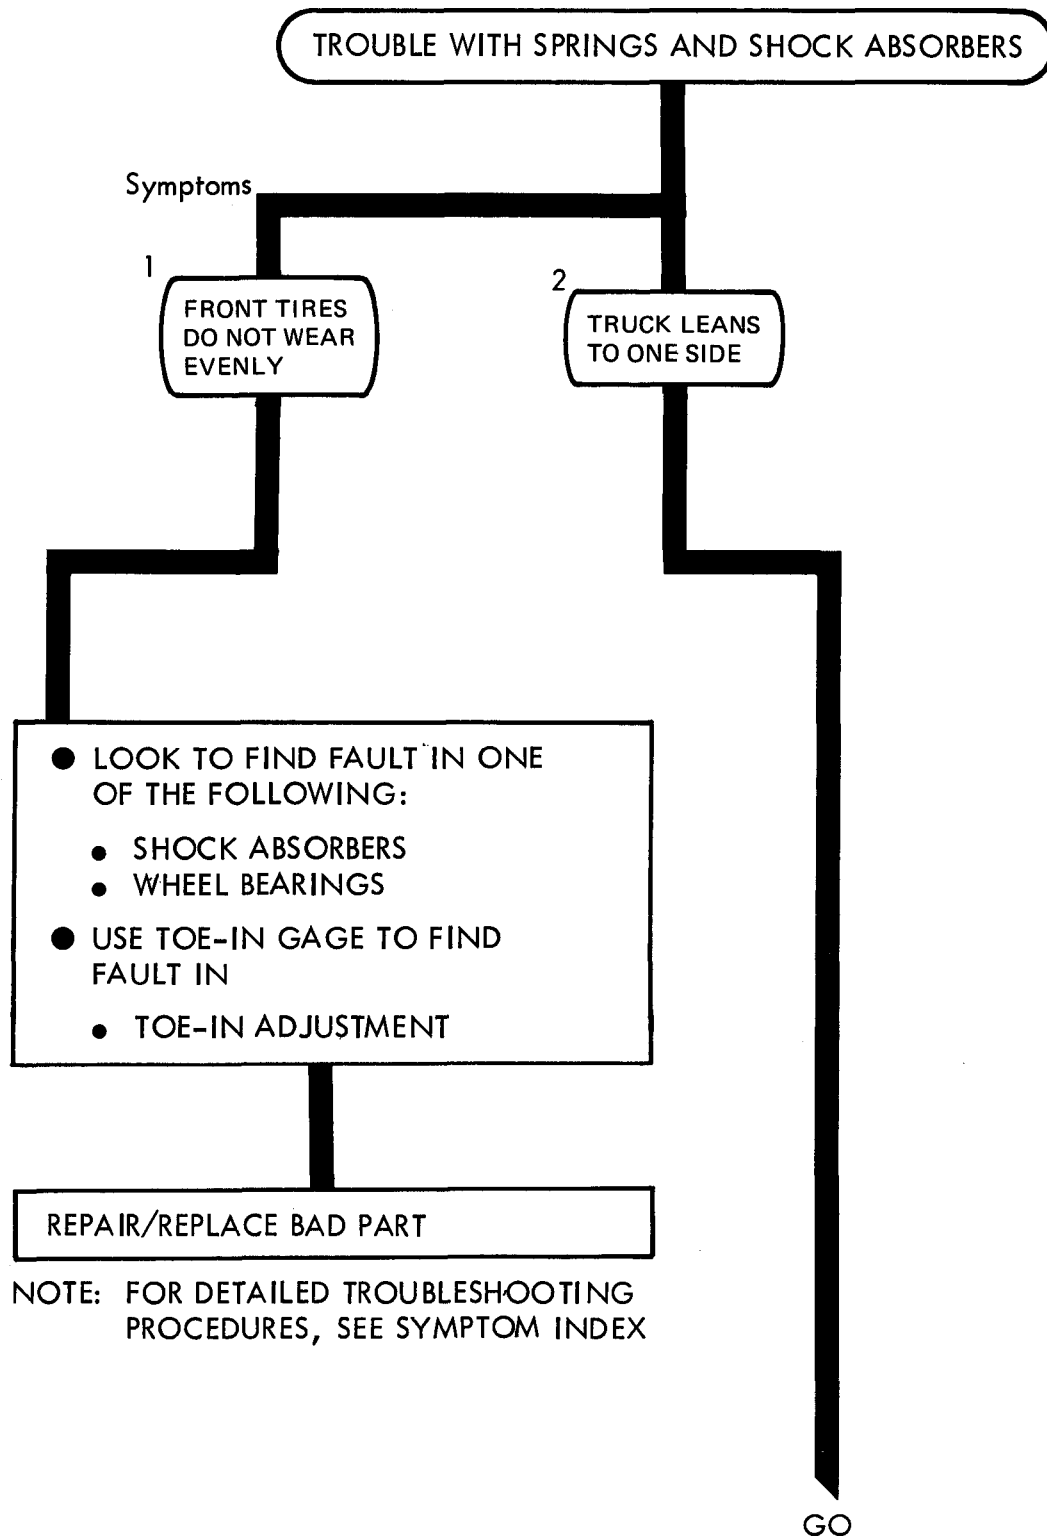 TROUBLE WITH SPRINGS AND SHOCK ABSORBERS
Symptoms
1
FRONT TIRES
DO NOT WEAR
EVENLY
2
TRUCK LEANS
TO ONE SIDE
● LOOK TO FIND FAULT IN ONE
OF THE FOLLOWING:
● SHOCK ABSORBERS
● WHEEL BEARINGS
● USE TOE-IN GAGE TO FIND
FAULT IN
● TOE-IN ADJUSTMENT
REPAIR/REPLACE BAD PART
NOTE: FOR DETAILED TROUBLESHOOTING
PROCEDURES, SEE SYMPTOM INDEX
GO